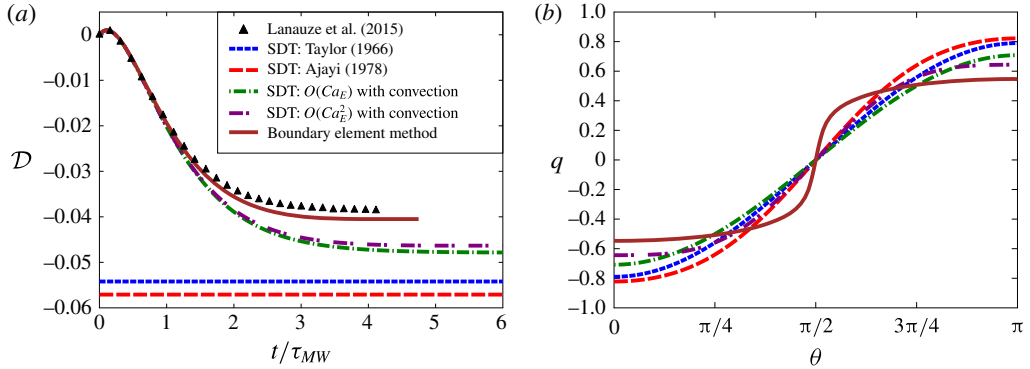 (a)
Lanauze et al. (2015)
SDT: Taylor (1966)
SDT: Ajayi (1978)
SDT: O(Ca_E) with convection
SDT: O(Ca_E^2) with convection
Boundary element method
0
–0.01
–0.02
–0.03
–0.04
–0.05
–0.06
𝒟
0 1 2 3 4 5 6
t/τ_MW
(b)
1.0
0.8
0.6
0.4
0.2
0
–0.2
–0.4
–0.6
–0.8
–1.0
q
0 π/4 π/2 3π/4 π
θ